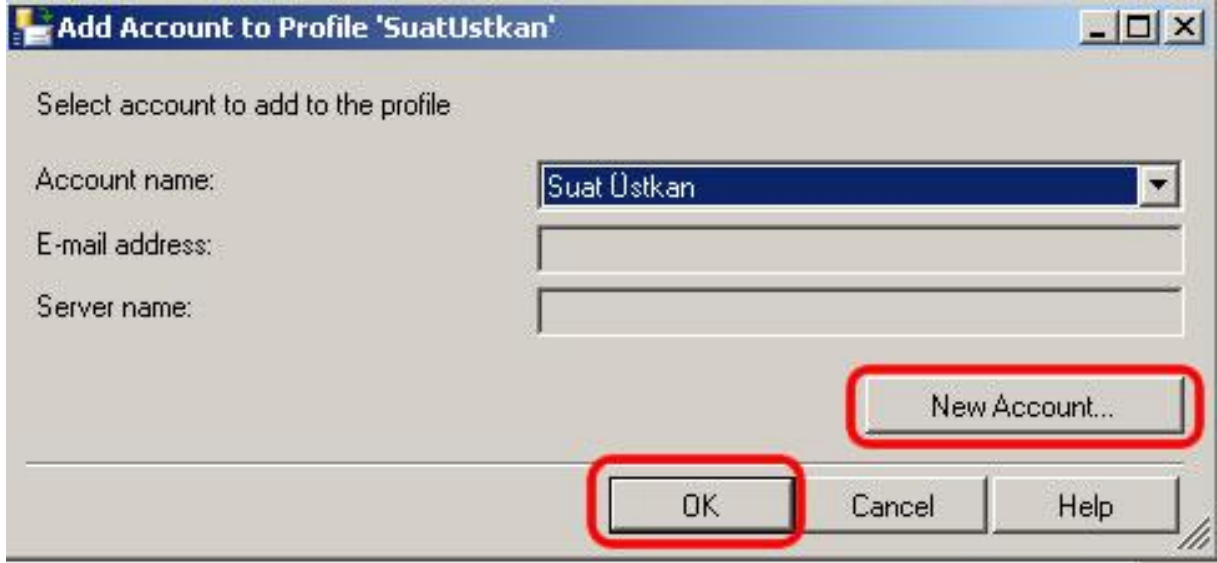 Add Account to Profile 'SuatUstkan'
Select account to add to the profile
Account name: Suat Üstkan
E-mail address:
Server name:
New Account...
OK Cancel Help